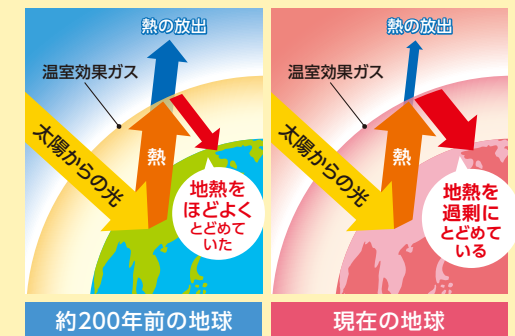 熱の放出
温室効果ガス
太陽からの光
熱
地熱を
ほどよく
とどめて
いた
約200年前の地球
熱の放出
温室効果ガス
太陽からの光
熱
地熱を
過剰に
とどめて
いる
現在の地球